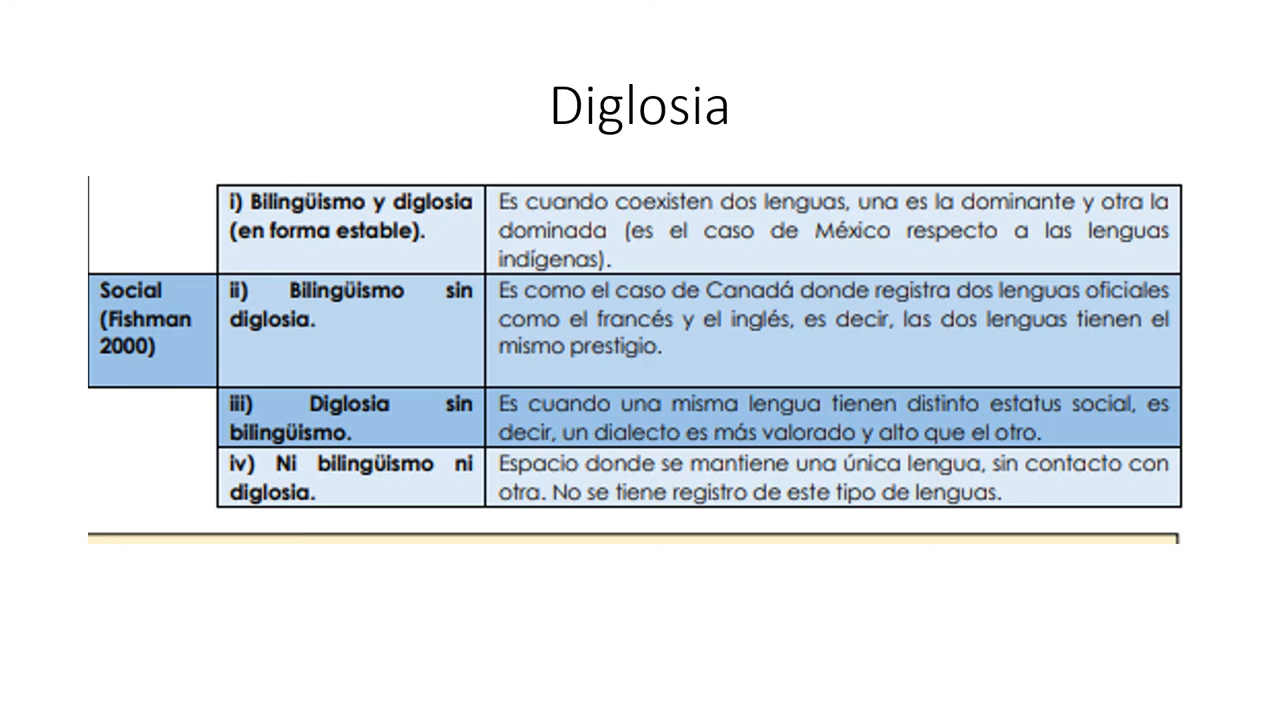 Diglosia
i) Bilingüismo y diglosia
(en forma estable).
Es cuando coexisten dos lenguas, una es la dominante y otra la
dominada (es el caso de México respecto a las lenguas
indígenas).
Social
(Fishman
2000)
ii) Bilingüismo sin
diglosia.
Es como el caso de Canadá donde registra dos lenguas oficiales
como el francés y el inglés, es decir, las dos lenguas tienen el
mismo prestigio.
iii) Diglosia sin
bilingüismo.
Es cuando una misma lengua tienen distinto estatus social, es
decir, un dialecto es más valorado y alto que el otro.
iv) Ni bilingüismo ni
diglosia.
Espacio donde se mantiene una única lengua, sin contacto con
otra. No se tiene registro de este tipo de lenguas.